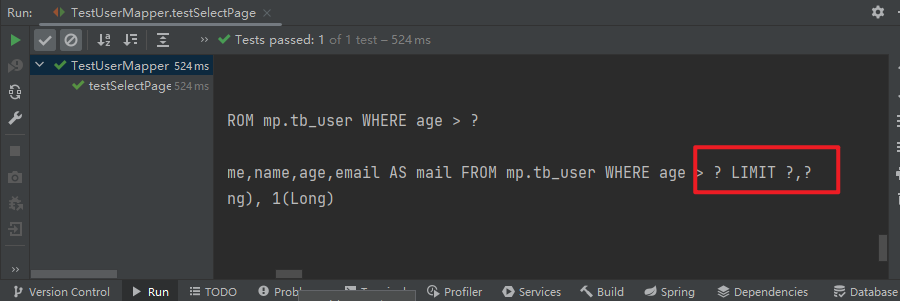 Run: TestUserMapper.testSelectPage ×
Tests passed: 1 of 1 test – 524 ms
TestUserMapper 524 ms
testSelectPage 524 ms
ROM mp.tb_user WHERE age > ?
me,name,age,email AS mail FROM mp.tb_user WHERE age > ? LIMIT ?,?
ng), 1(Long)
Version Control Run TODO Profiler Services Build Spring Dependencies Database